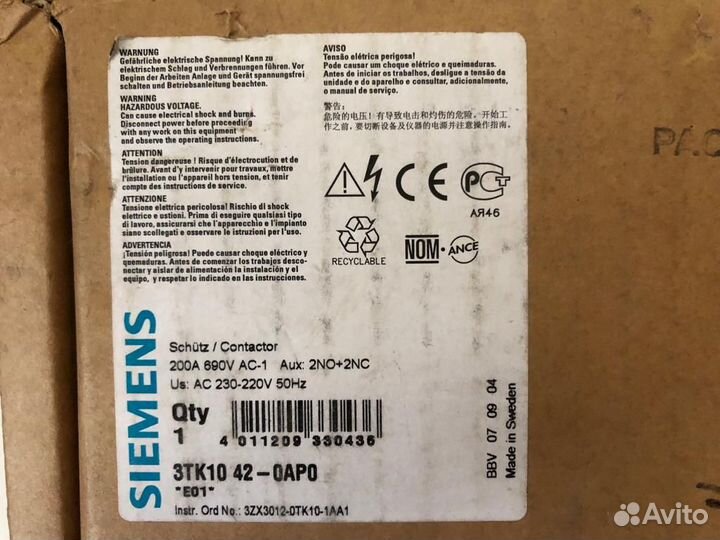 WARNUNG
Gefährliche elektrische Spannung! Kann zu
elektrischem Schlag und Verbrennungen führen. Vor
Beginn der Arbeiten Anlage und Gerät spannungsfrei
schalten und Betriebsanleitung beachten.
WARNING
HAZARDOUS VOLTAGE.
Can cause electrical shock and burns.
Disconnect power before proceeding
with any work on this equipment
and observe the operating instructions.
ATTENTION
Tension dangereuse ! Risque d'électrocution et de
brûlure. Avant d'y intervenir pour travaux, mettre
l'installation ou l'appareil hors tension, et tenir
compte des instructions de service.
ATTENZIONE
Tensione elettrica pericolosa! Rischio di shock
elettrico e ustioni. Prima di eseguire qualsiasi tipo
di lavoro, assicurarsi che l'apparecchio e l'impianto
siano disalimentati e osservare le istruzioni per l'uso.
ADVERTENCIA
¡Tensión peligrosa! Puede causar choque eléctrico y
quemaduras. Antes de comenzar los trabajos desco-
nectar y aislar de alimentación la instalación y el
equipo, y respetar lo indicado en las instrucciones.
AVISO
Tensão elétrica perigosa!
Pode causar um choque elétrico e queimaduras.
Antes de iniciar os trabalhos, desligue a tensão da
unidade e do aparelho e consultar, adicionalmente,
o manual de serviço.
警告:
危险的电压! 有导致电击和灼伤的危险。开始工
作之前,要切断设备及仪器的电源并注意操作指南。
CE
РСТ
АЯ46
RECYCLABLE
NOM-ANCE
SIEMENS
Schütz / Contactor
200A 690V AC-1 Aux: 2NO+2NC
Us: AC 230-220V 50Hz
Qty
1
4 011209 330436
3TK10 42-0AP0
"E01"
Instr. Ord No.: 3ZX3012-0TK10-1AA1
BBV 07 09 04
Made in Sweden
Avito